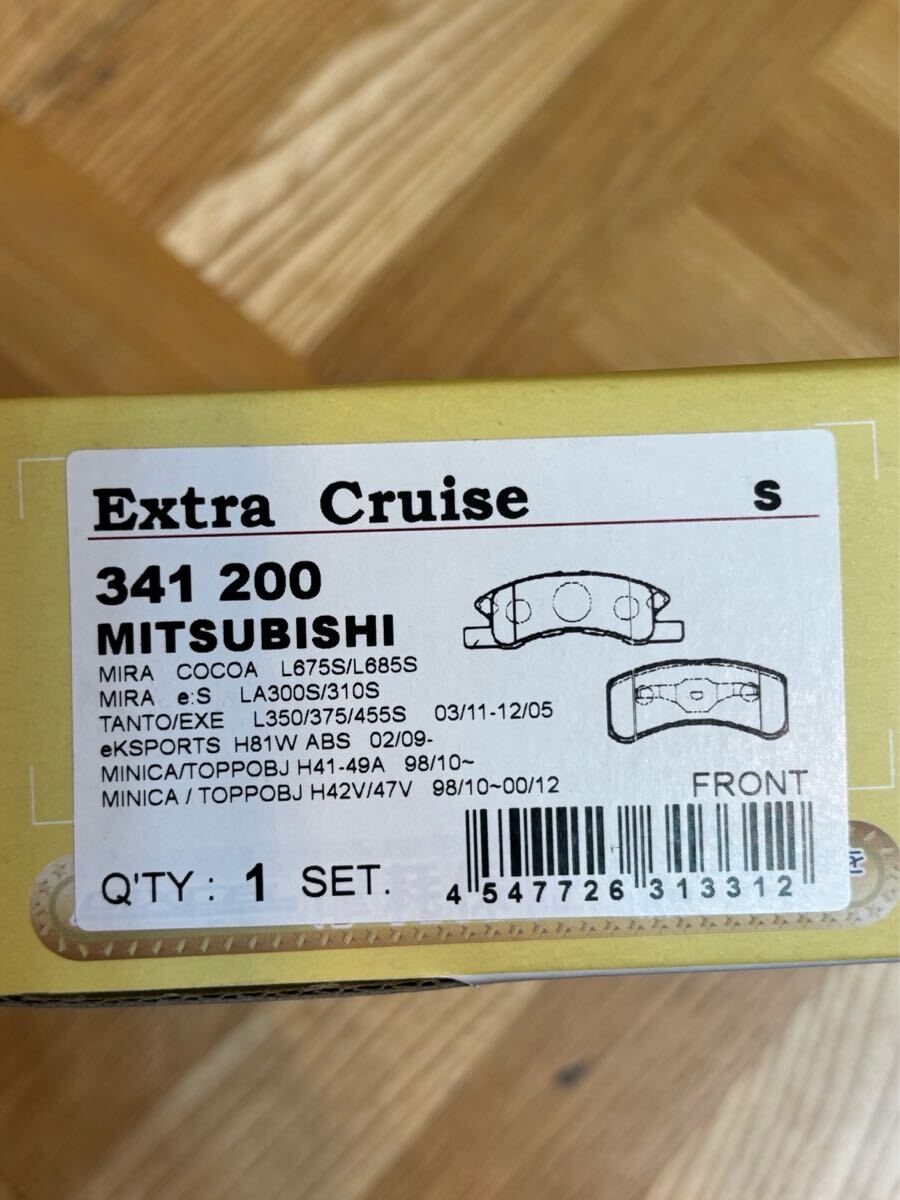 Extra Cruise S
341 200
MITSUBISHI
MIRA COCOA L675S/L685S
MIRA e:S LA300S/310S
TANTO/EXE L350/375/455S 03/11-12/05
eKSPORTS H81W ABS 02/09-
MINICA/TOPPOBJ H41-49A 98/10~
MINICA / TOPPOBJ H42V/47V 98/10~00/12
FRONT
Q'TY : 1 SET.
4 547726 313312